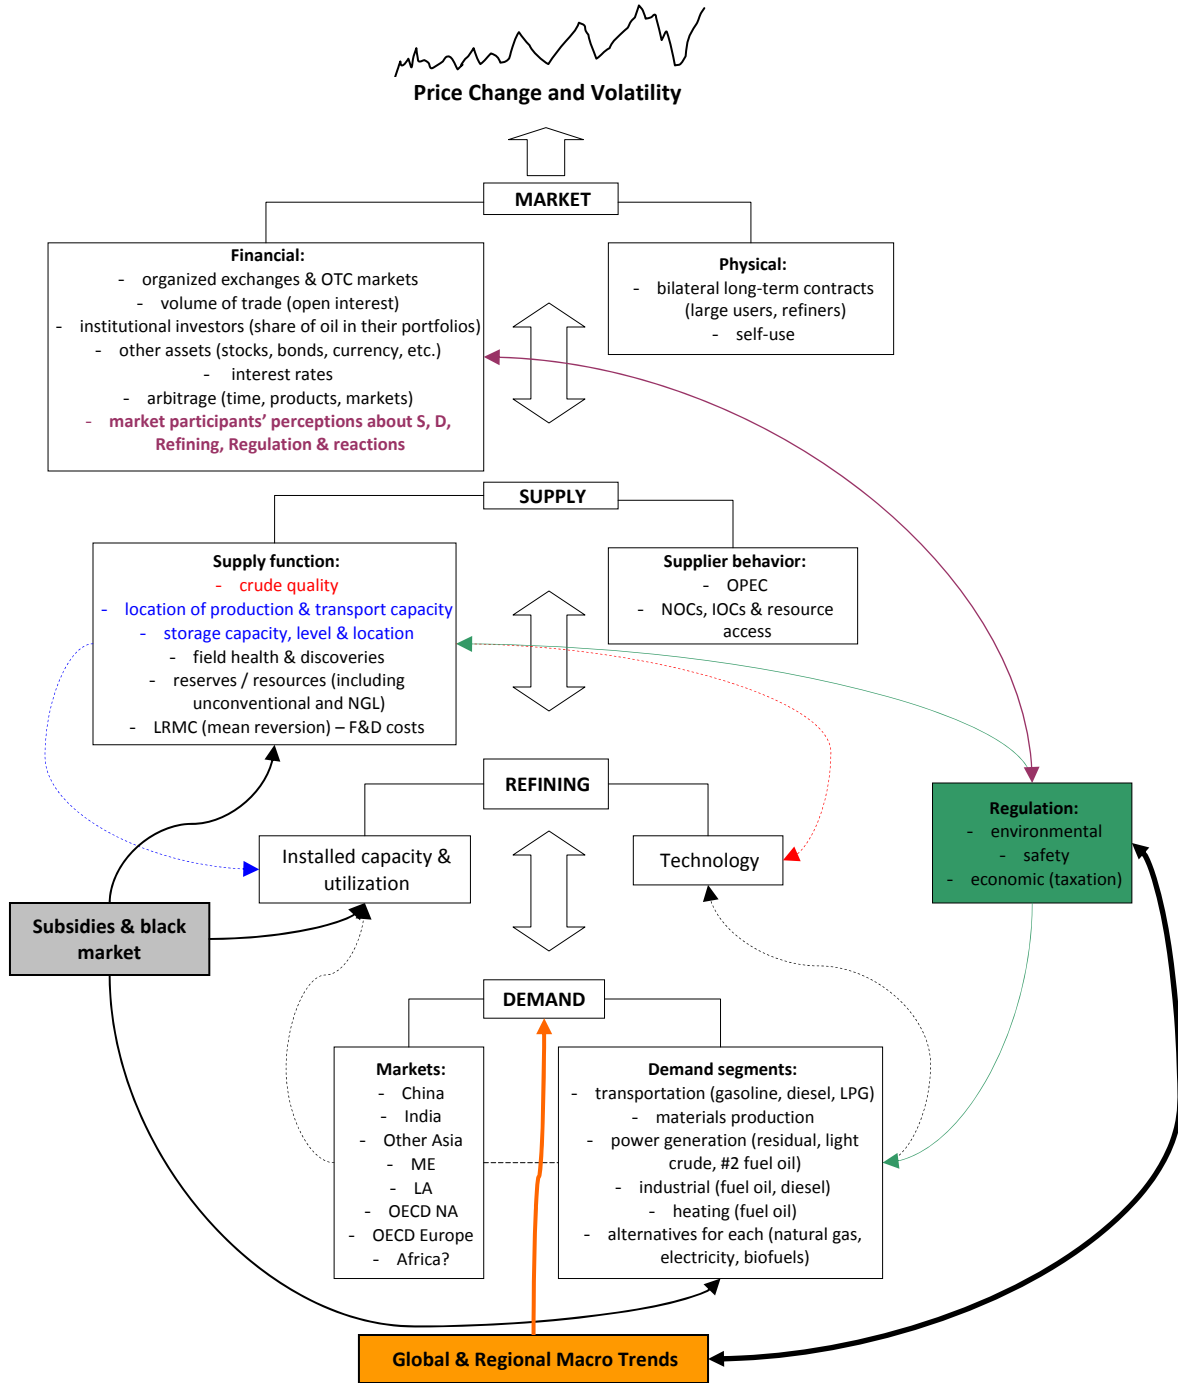 Price Change and Volatility
MARKET
Financial:
- organized exchanges & OTC markets
- volume of trade (open interest)
- institutional investors (share of oil in their portfolios)
- other assets (stocks, bonds, currency, etc.)
- interest rates
- arbitrage (time, products, markets)
- market participants’ perceptions about S, D,
Refining, Regulation & reactions
Physical:
- bilateral long-term contracts
(large users, refiners)
- self-use
SUPPLY
Supply function:
- crude quality
- location of production & transport capacity
- storage capacity, level & location
- field health & discoveries
- reserves / resources (including
unconventional and NGL)
- LRMC (mean reversion) – F&D costs
Supplier behavior:
- OPEC
- NOCs, IOCs & resource
access
REFINING
Installed capacity &
utilization
Technology
Regulation:
- environmental
- safety
- economic (taxation)
Subsidies & black
market
DEMAND
Markets:
- China
- India
- Other Asia
- ME
- LA
- OECD NA
- OECD Europe
- Africa?
Demand segments:
- transportation (gasoline, diesel, LPG)
- materials production
- power generation (residual, light
crude, #2 fuel oil)
- industrial (fuel oil, diesel)
- heating (fuel oil)
- alternatives for each (natural gas,
electricity, biofuels)
Global & Regional Macro Trends